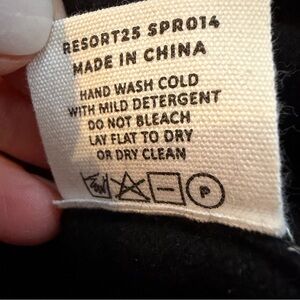 RESORT25 SPR014
MADE IN CHINA
HAND WASH COLD
WITH MILD DETERGENT
DO NOT BLEACH
LAY FLAT TO DRY
OR DRY CLEAN
P